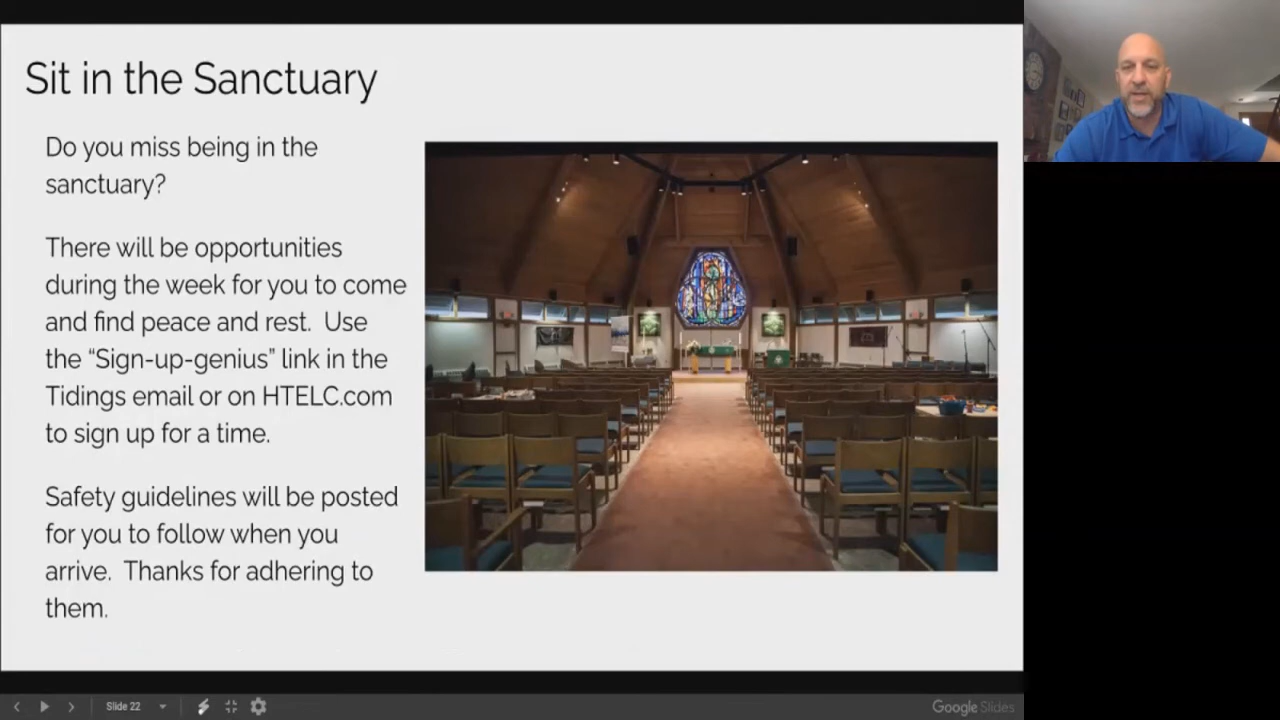 Sit in the Sanctuary
Do you miss being in the
sanctuary?
There will be opportunities
during the week for you to come
and find peace and rest.  Use
the “Sign-up-genius” link in the
Tidings email or on HTELC.com
to sign up for a time.
Safety guidelines will be posted
for you to follow when you
arrive.  Thanks for adhering to
them.
Slide 22
Google Slides